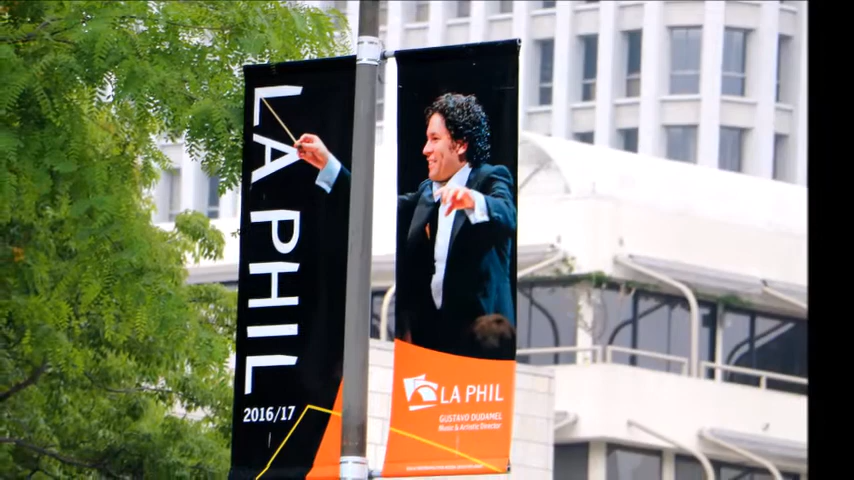 LA PHIL
2016/17
LA PHIL
GUSTAVO DUDAMEL
Music & Artistic Director